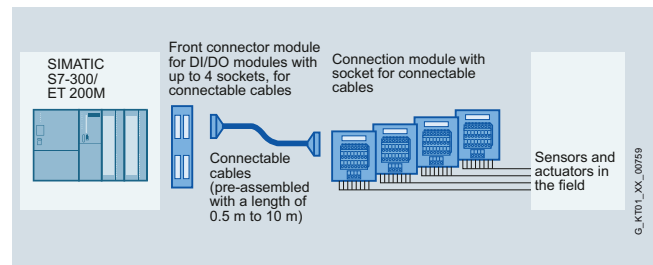 SIMATIC
S7-300/
ET 200M
Front connector module
for DI/DO modules with
up to 4 sockets, for
connectable cables
Connectable
cables
(pre-assembled
with a length of
0.5 m to 10 m)
Connection module with
socket for connectable
cables
Sensors and
actuators in
the field
G_KT01_XX_00759